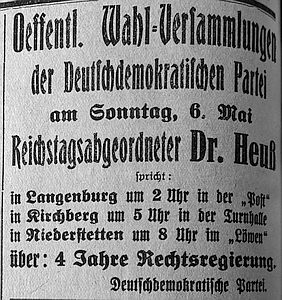 Oeffentl. Wahl=Versammlungen
der Deutschdemokratischen Partei
am Sonntag, 6. Mai
Reichstagsabgeordneter Dr. Heuß
spricht:
in Langenburg um 2 Uhr in der „Post"
in Kirchberg um 5 Uhr in der Turnhalle
in Niederstetten um 8 Uhr im „Löwen"
über: 4 Jahre Rechtsregierung.
Deutschdemokratische Partei.